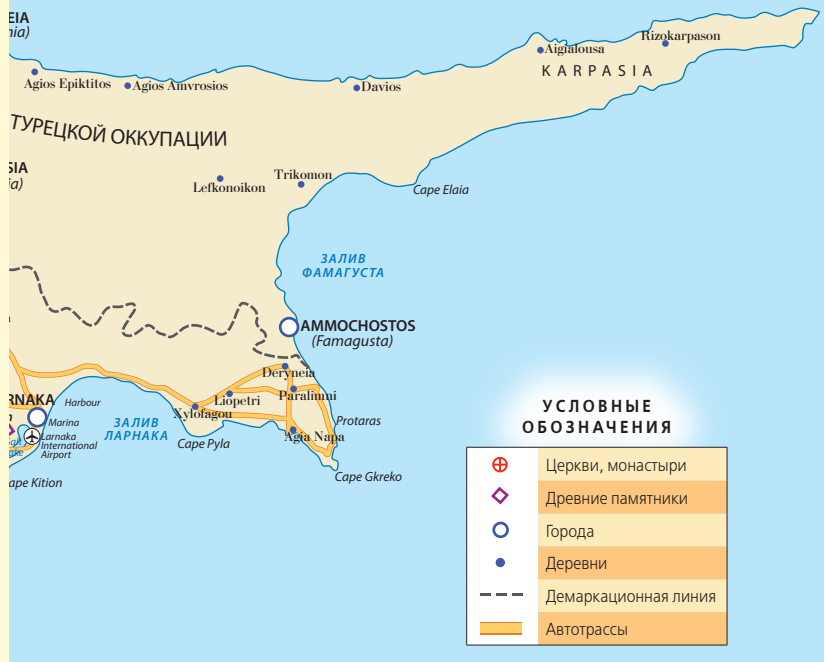 EIA
nia)
Rizokarpason
Aigialousa
KARPASIA
Agios Epiktitos
Agios Amvrosios
Davios
ТУРЕЦКОЙ ОККУПАЦИИ
SIA
ia)
Trikomon
Lefkonoikon
Cape Elaia
ЗАЛИВ
ФАМАГУСТА
AMMOCHOSTOS
(Famagusta)
Deryneia
RNAKA
Harbour
Liopetri
Paralimni
Xylofagou
Marina
ЗАЛИВ
ЛАРНАКА
Protaras
Larnaka
International
Airport
Cape Pyla
Agia Napa
ape Kition
Cape Gkreko
УСЛОВНЫЕ
ОБОЗНАЧЕНИЯ
Церкви, монастыри
Древние памятники
Города
Деревни
Демаркационная линия
Автотрассы